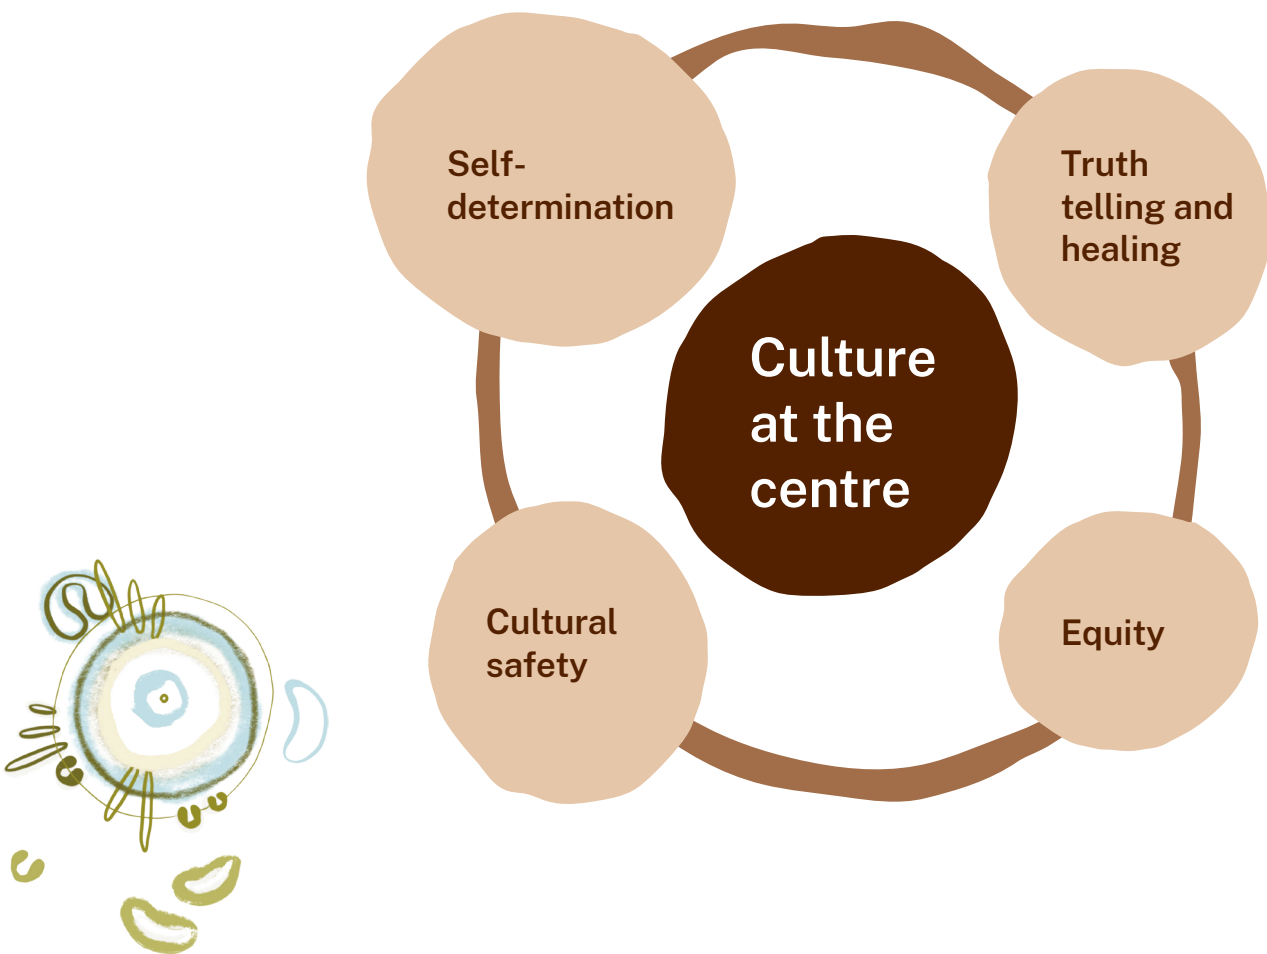 Self-
determination
Truth
telling and
healing
Culture
at the
centre
Cultural
safety
Equity